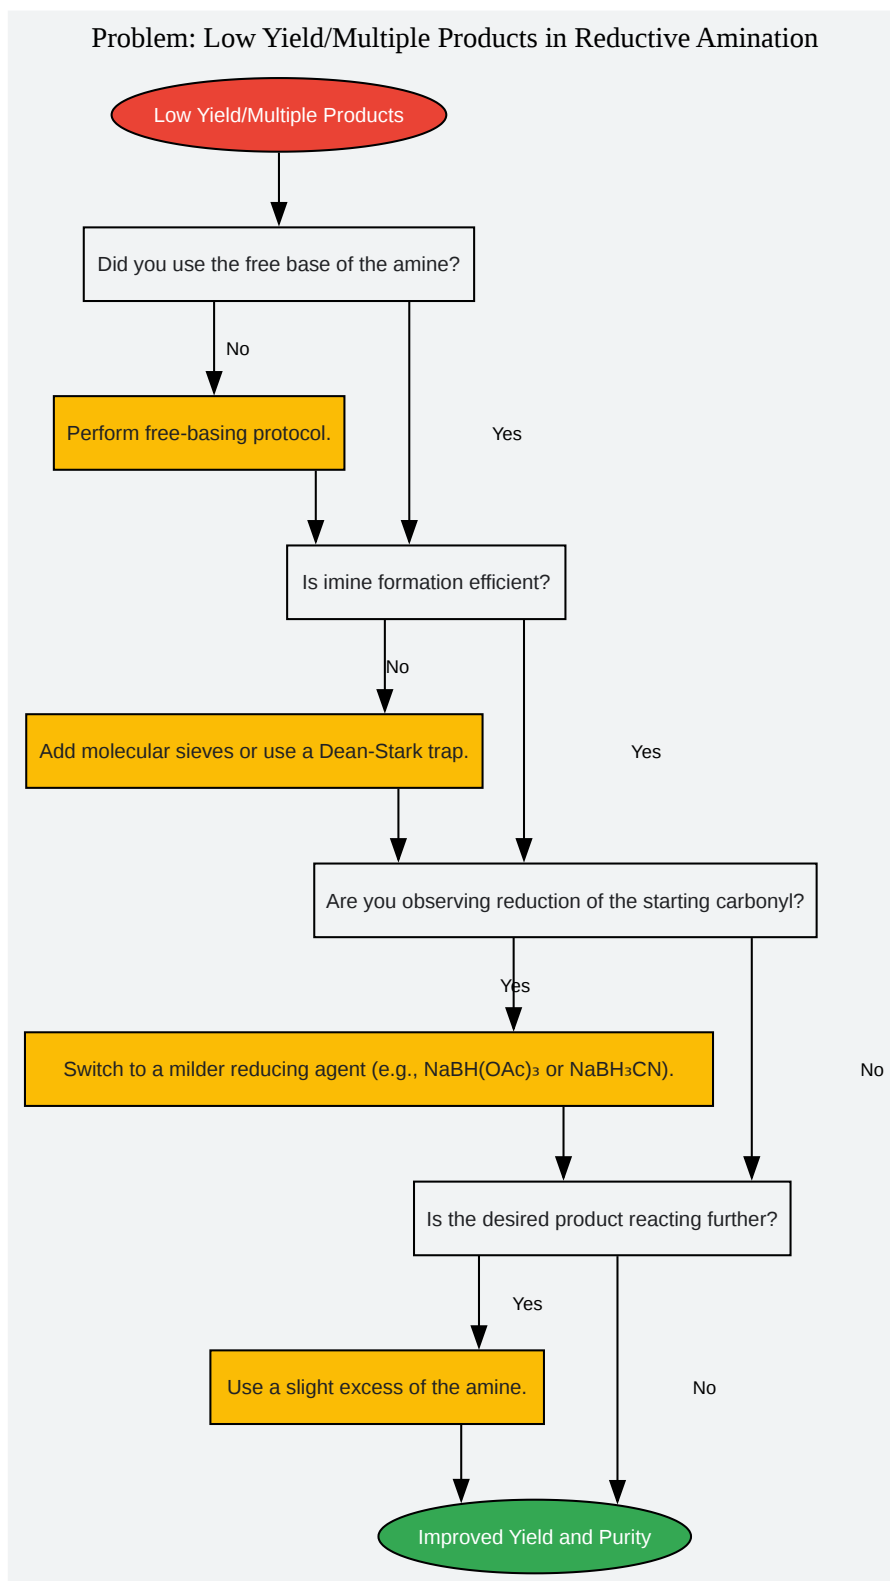 Problem: Low Yield/Multiple Products in Reductive Amination
Low Yield/Multiple Products
Did you use the free base of the amine?
No
Perform free-basing protocol.
Yes
Is imine formation efficient?
No
Add molecular sieves or use a Dean-Stark trap.
Yes
Are you observing reduction of the starting carbonyl?
Yes
Switch to a milder reducing agent (e.g., NaBH(OAc)₃ or NaBH₃CN).
No
Is the desired product reacting further?
Yes
Use a slight excess of the amine.
No
Improved Yield and Purity